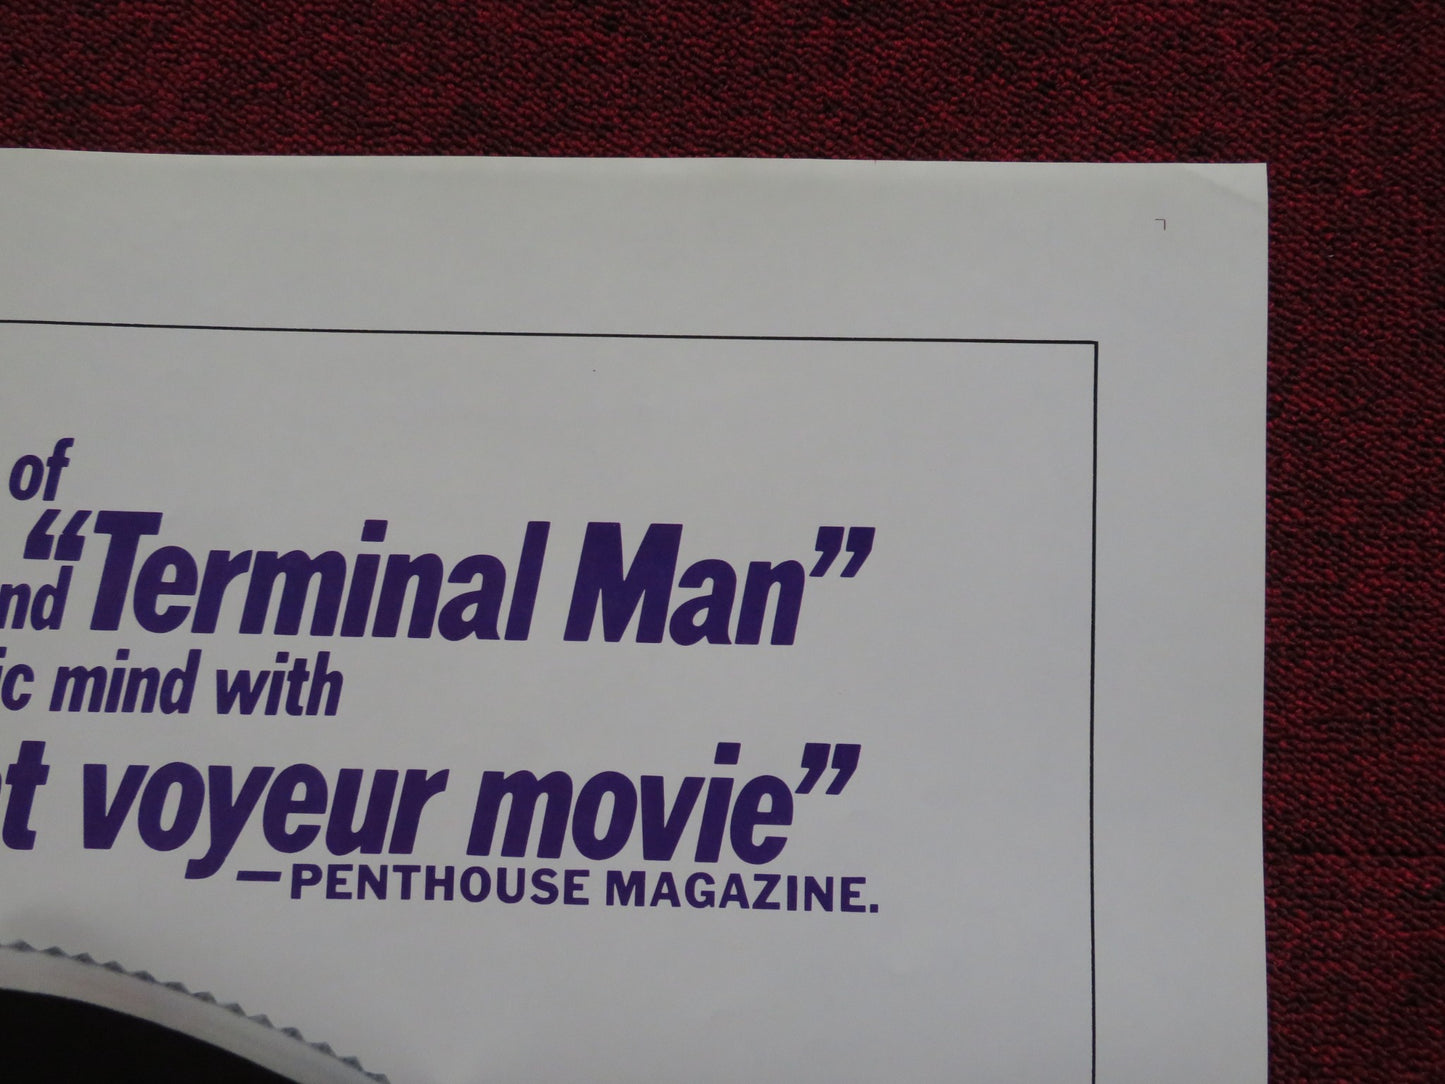 of
nd “Terminal Man”
ic mind with
t voyeur movie”
—PENTHOUSE MAGAZINE.